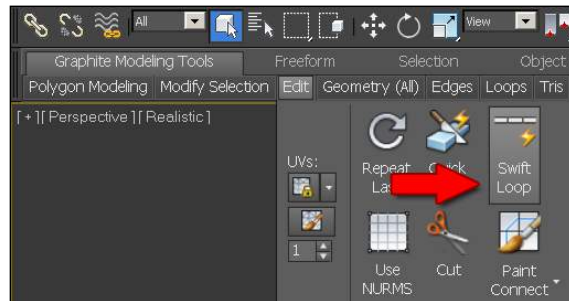 All View
Graphite Modeling Tools Freeform Selection Object
Polygon Modeling Modify Selection Edit Geometry (All) Edges Loops Tris
[ + ] [ Perspective ] [ Realistic ]
UVs:
Repeat Quick Swift
Loop
1
Use Cut Paint
NURMS Connect